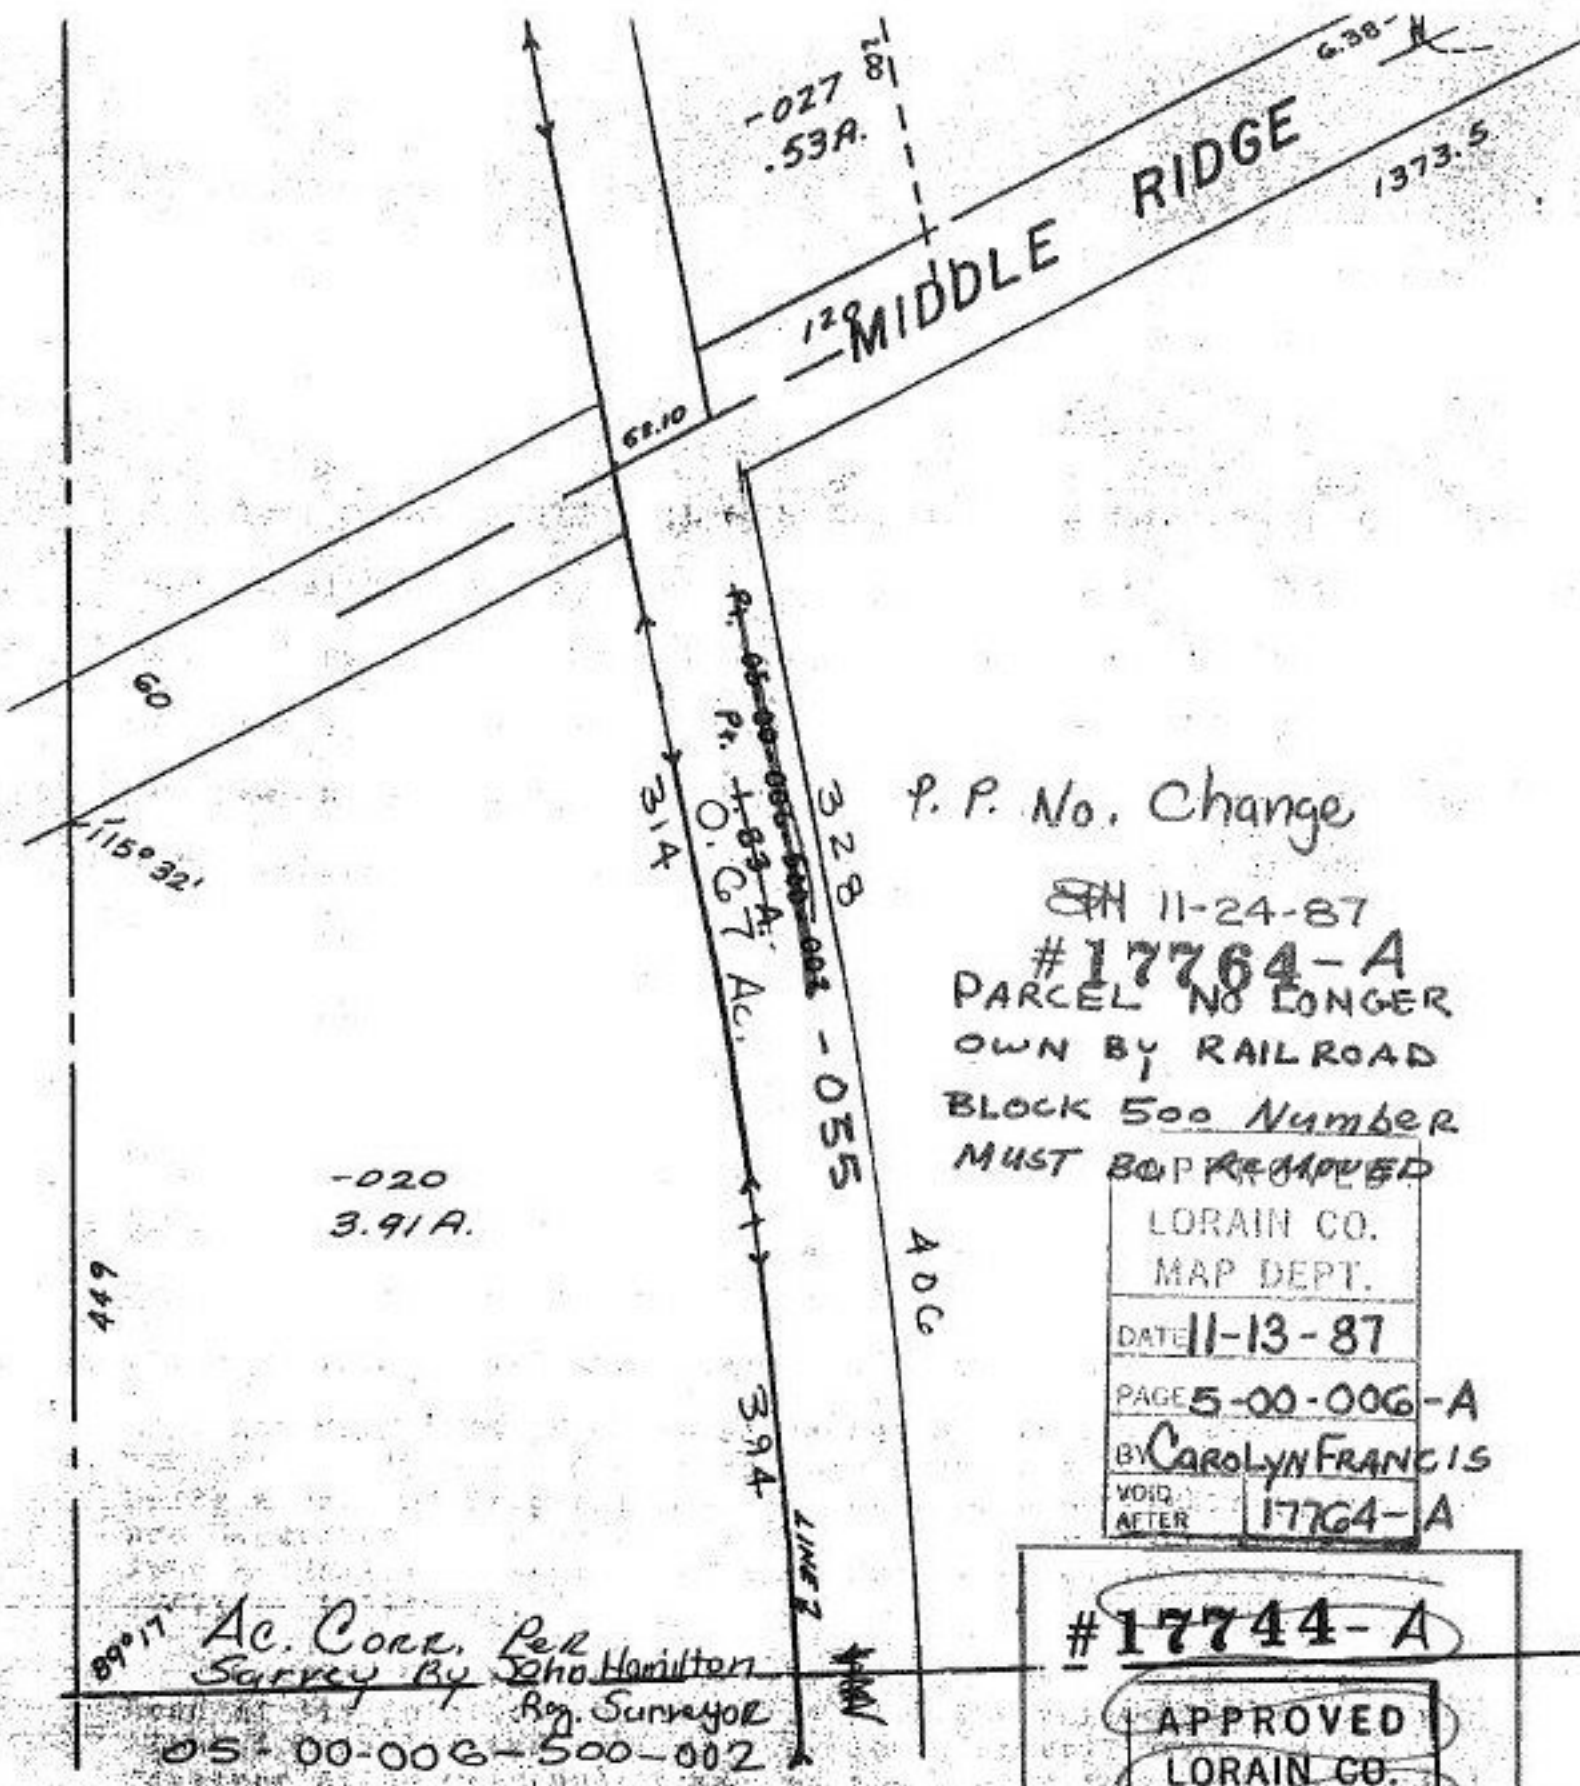 -027
.53A.
6.38
MIDDLE RIDGE
1373.5
120
68.10
60
115°32'
Pt. 05-00-006-500-002
Pt. 1.83 A.
0.67 Ac.
314
328
-055
P.P. No. Change
11-24-87
#17764-A
PARCEL NO LONGER
OWN BY RAILROAD
BLOCK 500 Number
MUST BE REMOVED
APPROVED
LORAIN CO.
MAP DEPT.
DATE 11-13-87
PAGE 5-00-006-A
BY CAROLYN FRANCIS
VOID AFTER 17764-A
-020
3.91A.
449
406
394
LINE 2
#17744-A
APPROVED
LORAIN CO.
89°17'
Ac. CORR. PER
Survey By John Hamilton
Reg. Surveyor
05-00-006-500-002